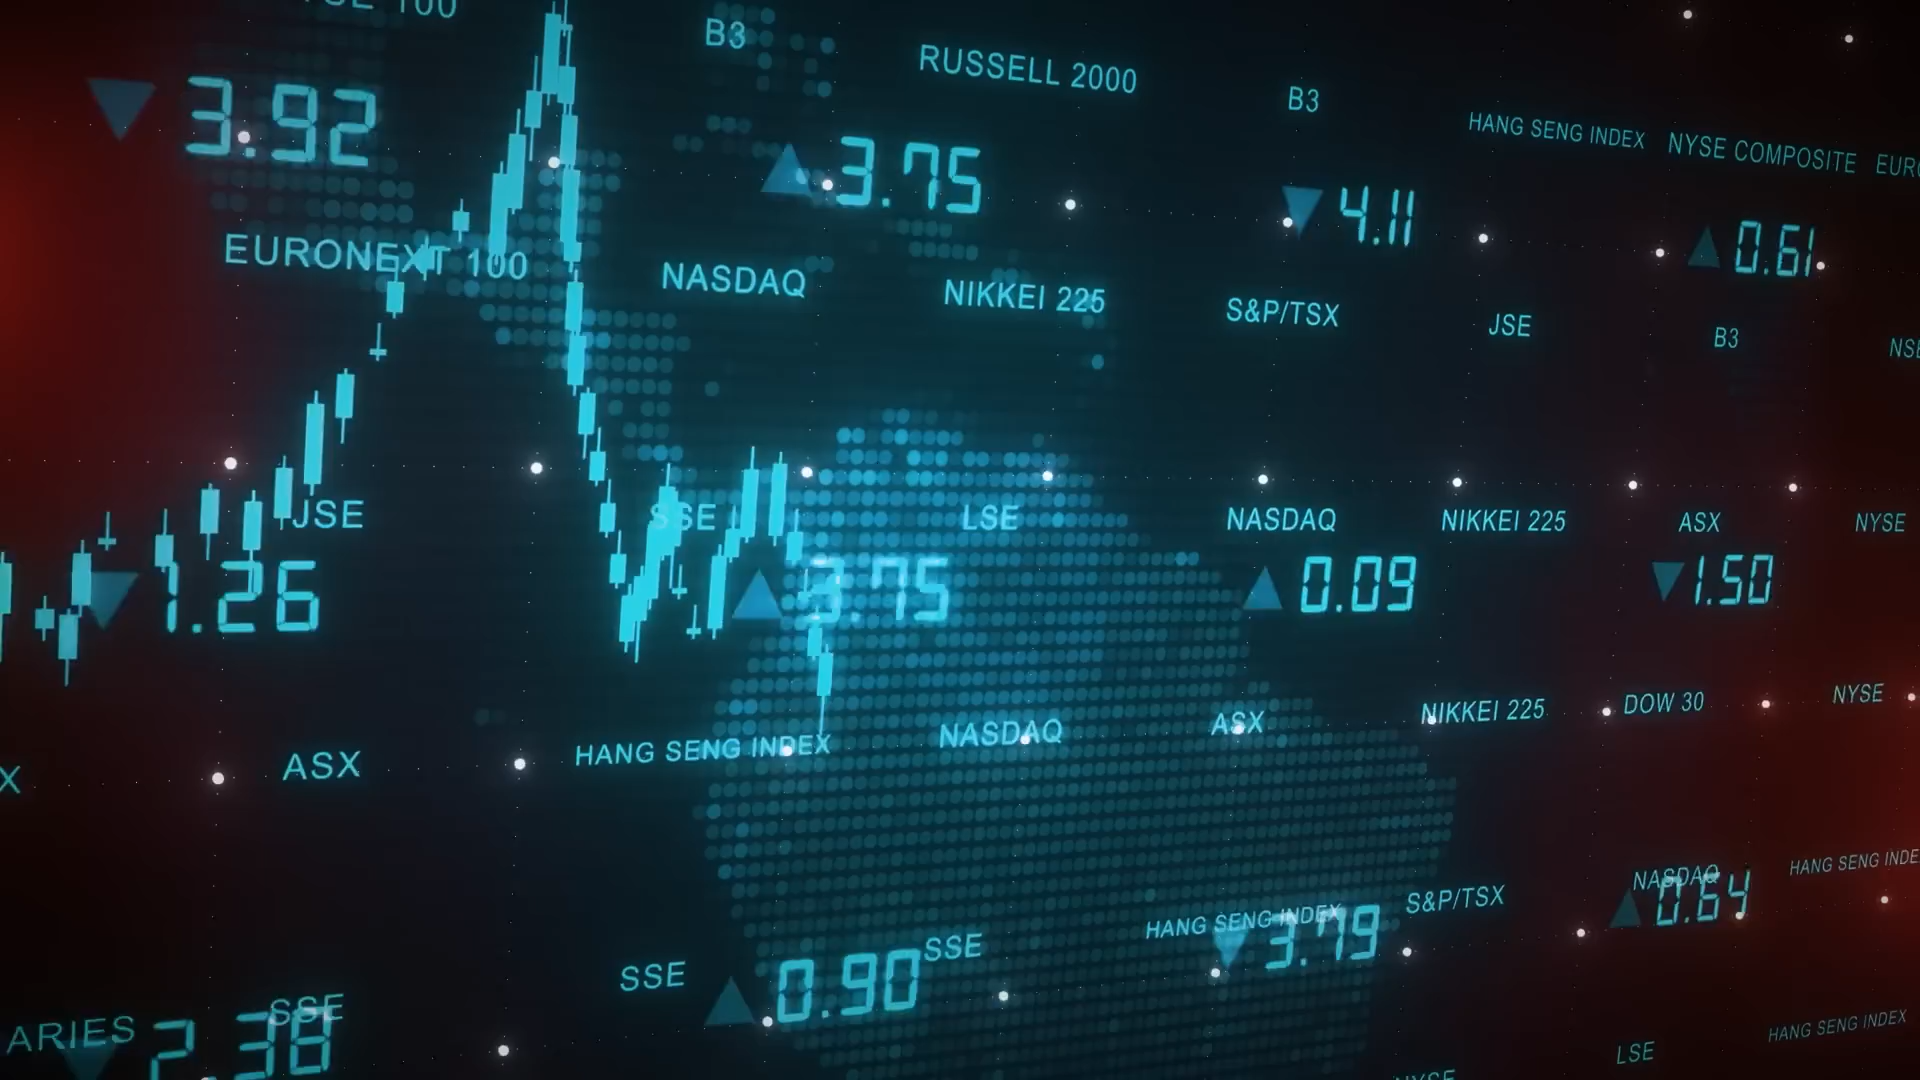 100
B3
RUSSELL 2000
B3
HANG SENG INDEX
NYSE COMPOSITE
3.92
3.75
4.11
0.61
EURONEXT 100
NASDAQ
NIKKEI 225
S&P/TSX
JSE
B3
JSE
SSE
LSE
NASDAQ
NIKKEI 225
ASX
NYSE
1.26
3.75
0.09
1.50
X
ASX
HANG SENG INDEX
NASDAQ
ASX
NIKKEI 225
DOW 30
NYSE
NASDAQ
HANG SENG INDE
0.64
HANG SENG INDEX
S&P/TSX
3.79
SSE
SSE
0.90
ARIES
SSE
2.38
LSE
HANG SENG INDEX